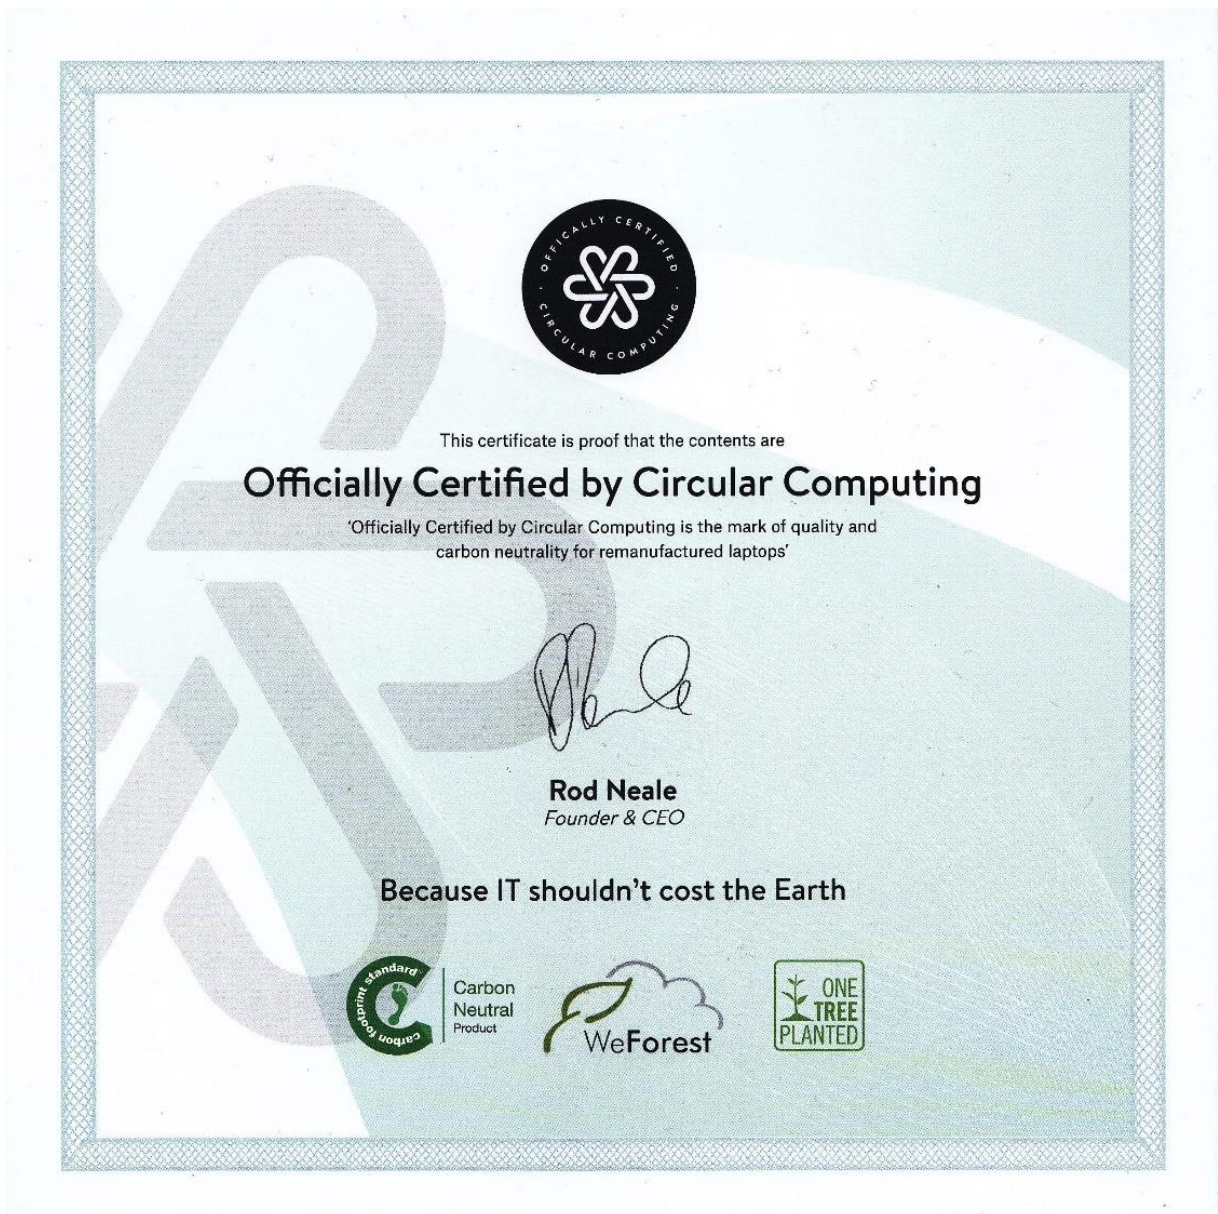 · OFFICALLY CERTIFIED ·
CIRCULAR COMPUTING
This certificate is proof that the contents are
Officially Certified by Circular Computing
'Officially Certified by Circular Computing is the mark of quality and
carbon neutrality for remanufactured laptops'
Rod Neale
Founder & CEO
Because IT shouldn't cost the Earth
carbon footprint standard
Carbon
Neutral
Product
WeForest
ONE
TREE
PLANTED